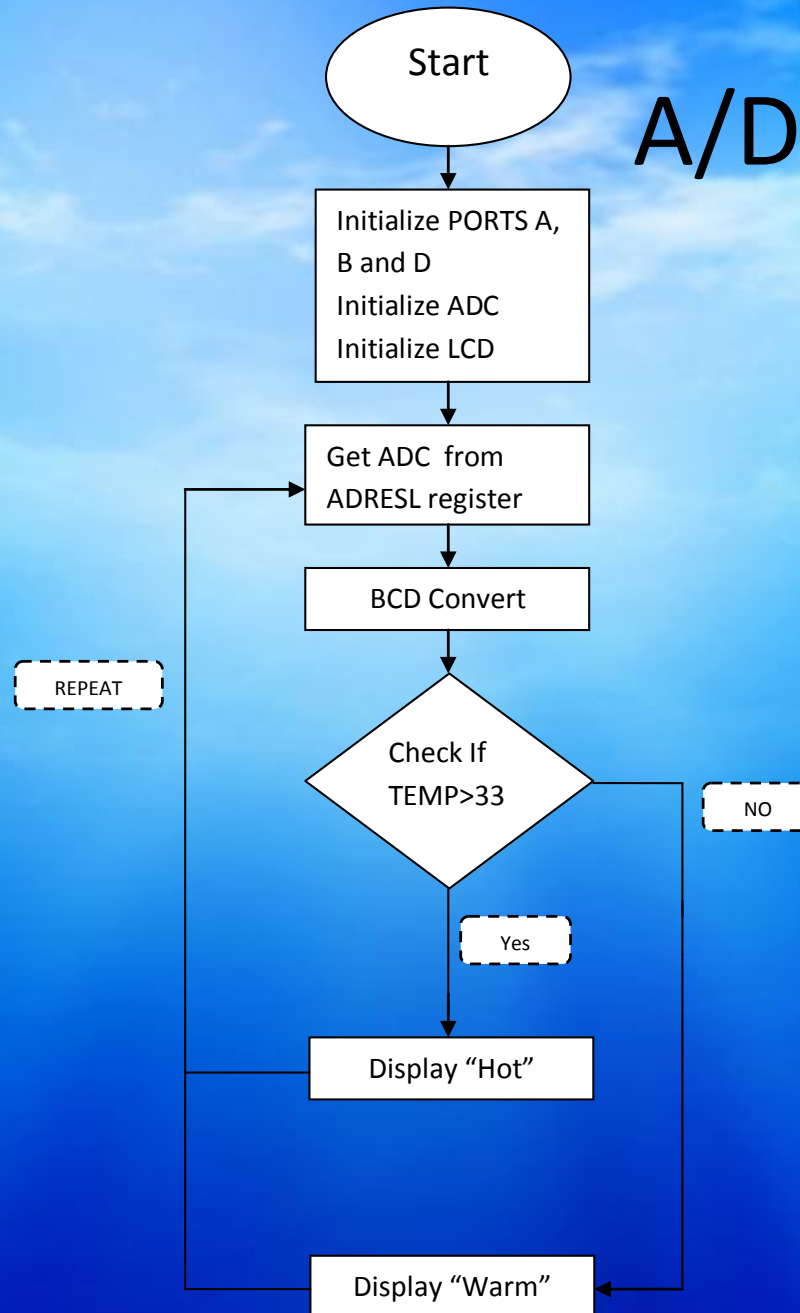 Start
A/D
Initialize PORTS A,
B and D
Initialize ADC
Initialize LCD
Get ADC from
ADRESL register
BCD Convert
REPEAT
Check If
TEMP>33
NO
Yes
Display “Hot”
Display “Warm”